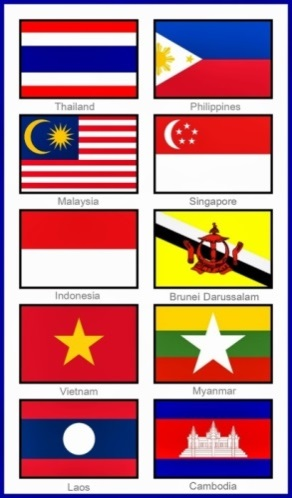 Thailand
Philippines
Malaysia
Singapore
Indonesia
Brunei Darussalam
Vietnam
Myanmar
Laos
Cambodia